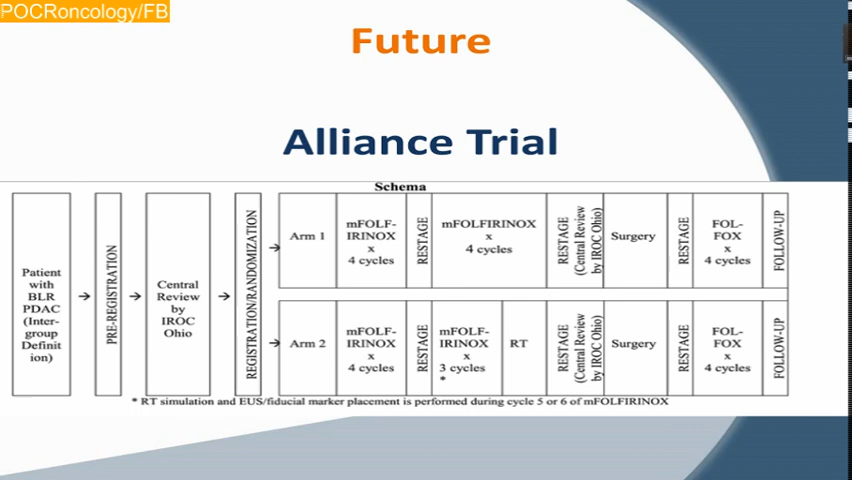 POCRoncology/FB
Future
Alliance Trial
Schema
Patient
with
BLR
PDAC
(Inter-
group
Definit
ion)
PRE-REGISTRATION
Central
Review
by
IROC
Ohio
REGISTRATION/RANDOMIZATION
Arm 1
mFOLF-
IRINOX
x
4 cycles
RESTAGE
mFOLFIRINOX
x
4 cycles
RESTAGE
(Central Review
by IROC Ohio)
Surgery
RESTAGE
FOL-
FOX
x
4 cycles
FOLLOW-UP
Arm 2
mFOLF-
IRINOX
x
4 cycles
RESTAGE
mFOLF-
IRINOX
x
3 cycles
*
RT
RESTAGE
(Central Review
by IROC Ohio)
Surgery
RESTAGE
FOL-
FOX
x
4 cycles
FOLLOW-UP
* RT simulation and EUS/fiducial marker placement is performed during cycle 5 or 6 of mFOLFIRINOX